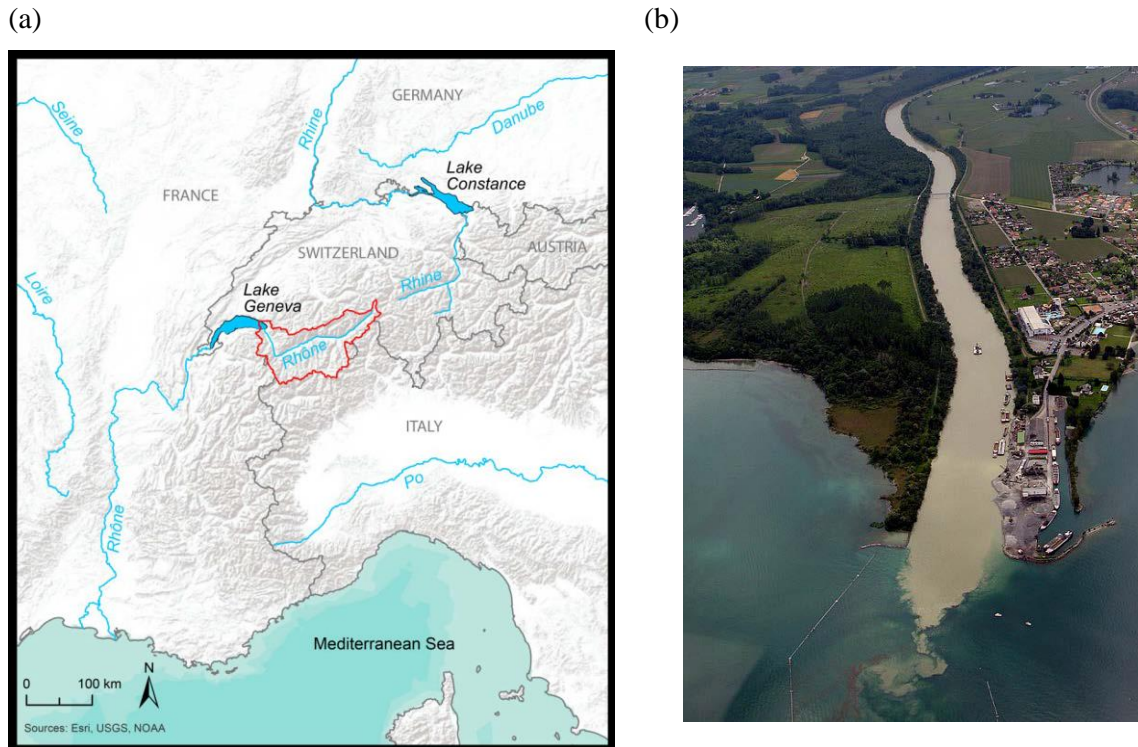 (a)
(b)
GERMANY
Seine
Rhine
Danube
Lake
Constance
FRANCE
SWITZERLAND
AUSTRIA
Rhine
Loire
Lake
Geneva
Rhône
ITALY
Po
Rhône
Mediterranean Sea
N
0 100 km
Sources: Esri, USGS, NOAA